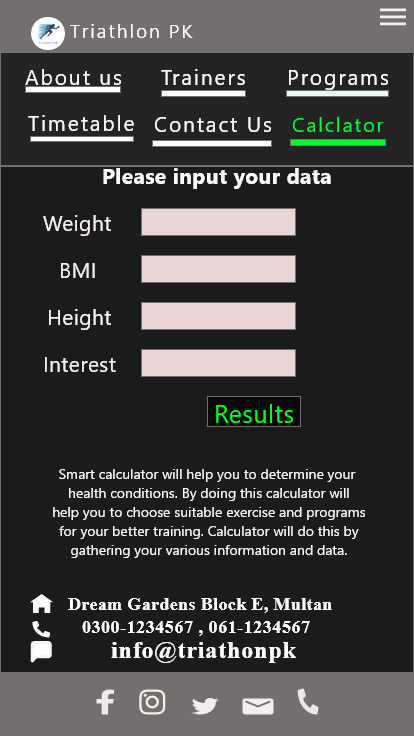 Triathlon PK
About us Trainers Programs
Timetable Contact Us Calclator
Please input your data
Weight
BMI
Height
Interest
Results
Smart calculator will help you to determine your
health conditions. By doing this calculator will
help you to choose suitable exercise and programs
for your better training. Calculator will do this by
gathering your various information and data.
Dream Gardens Block E, Multan
0300-1234567 , 061-1234567
info@triathonpk